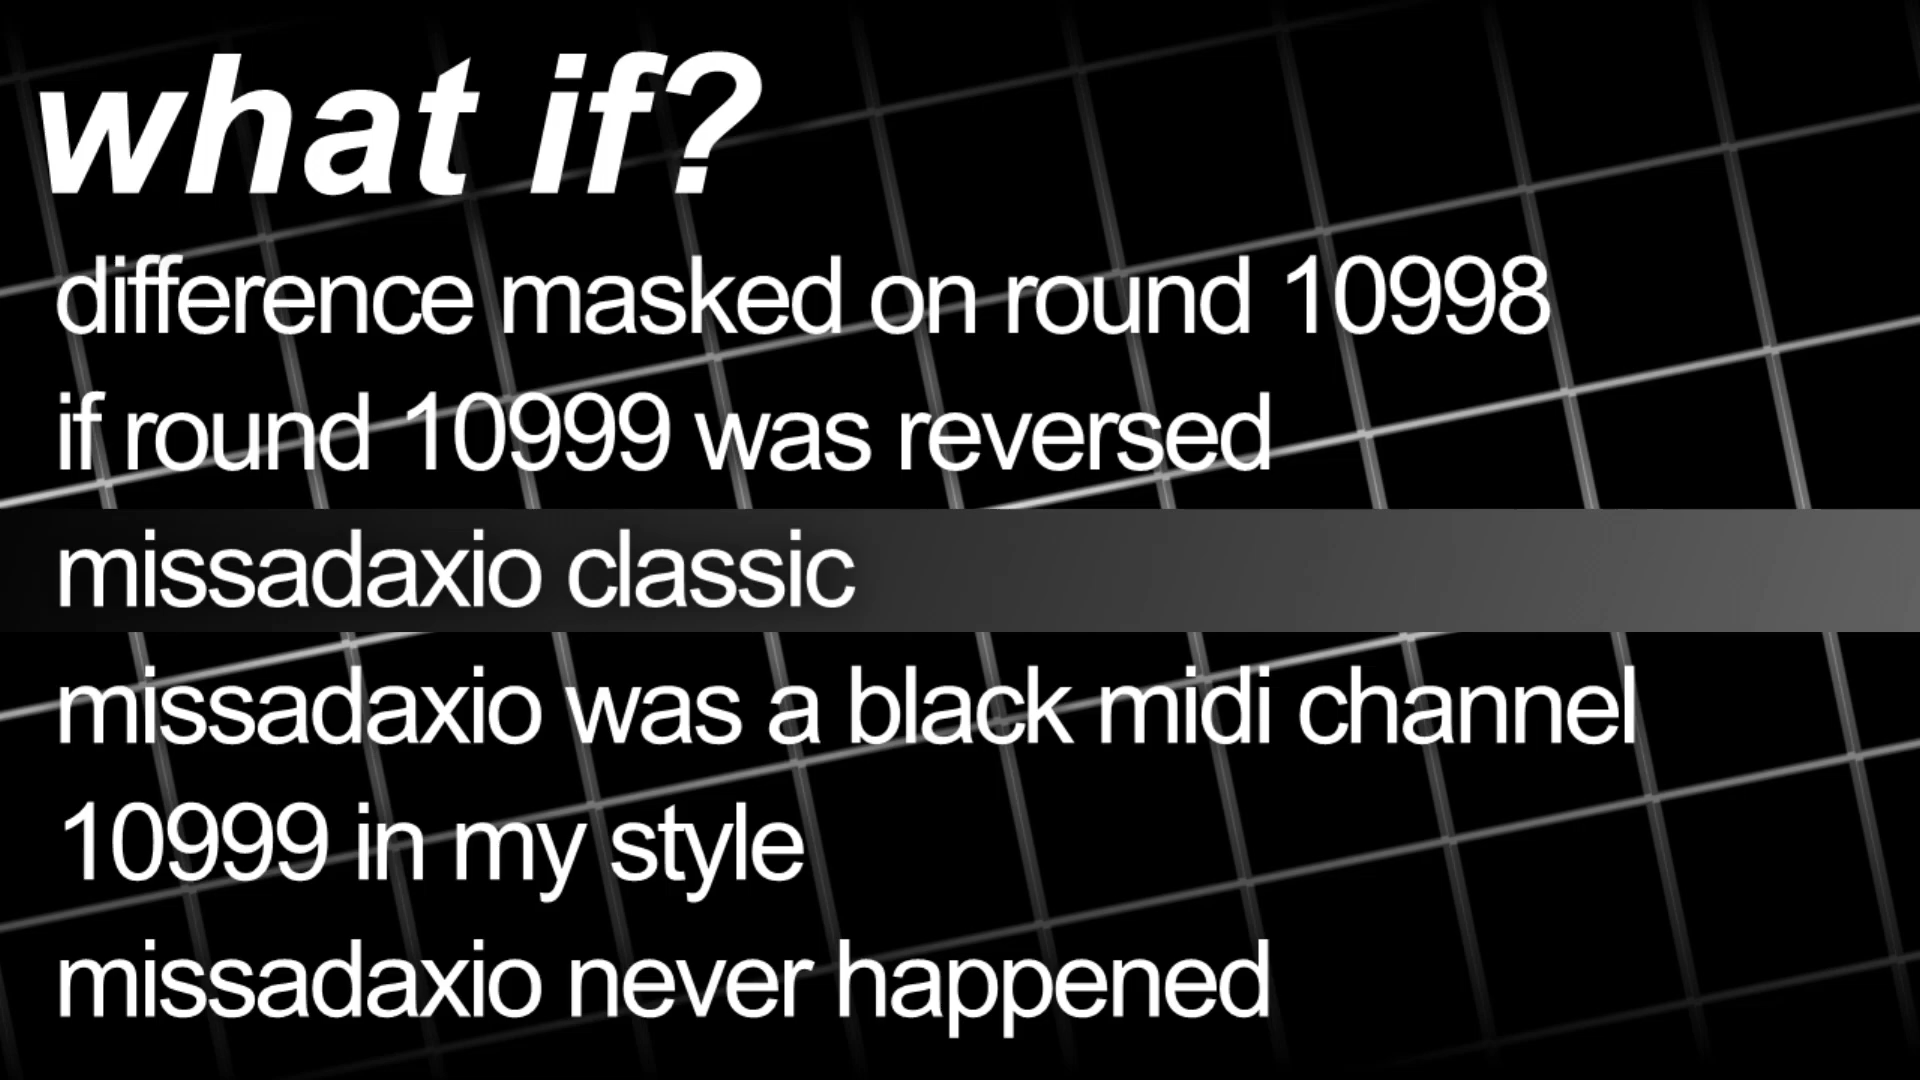 what if?
difference masked on round 10998
if round 10999 was reversed
missadaxio classic
missadaxio was a black midi channel
10999 in my style
missadaxio never happened